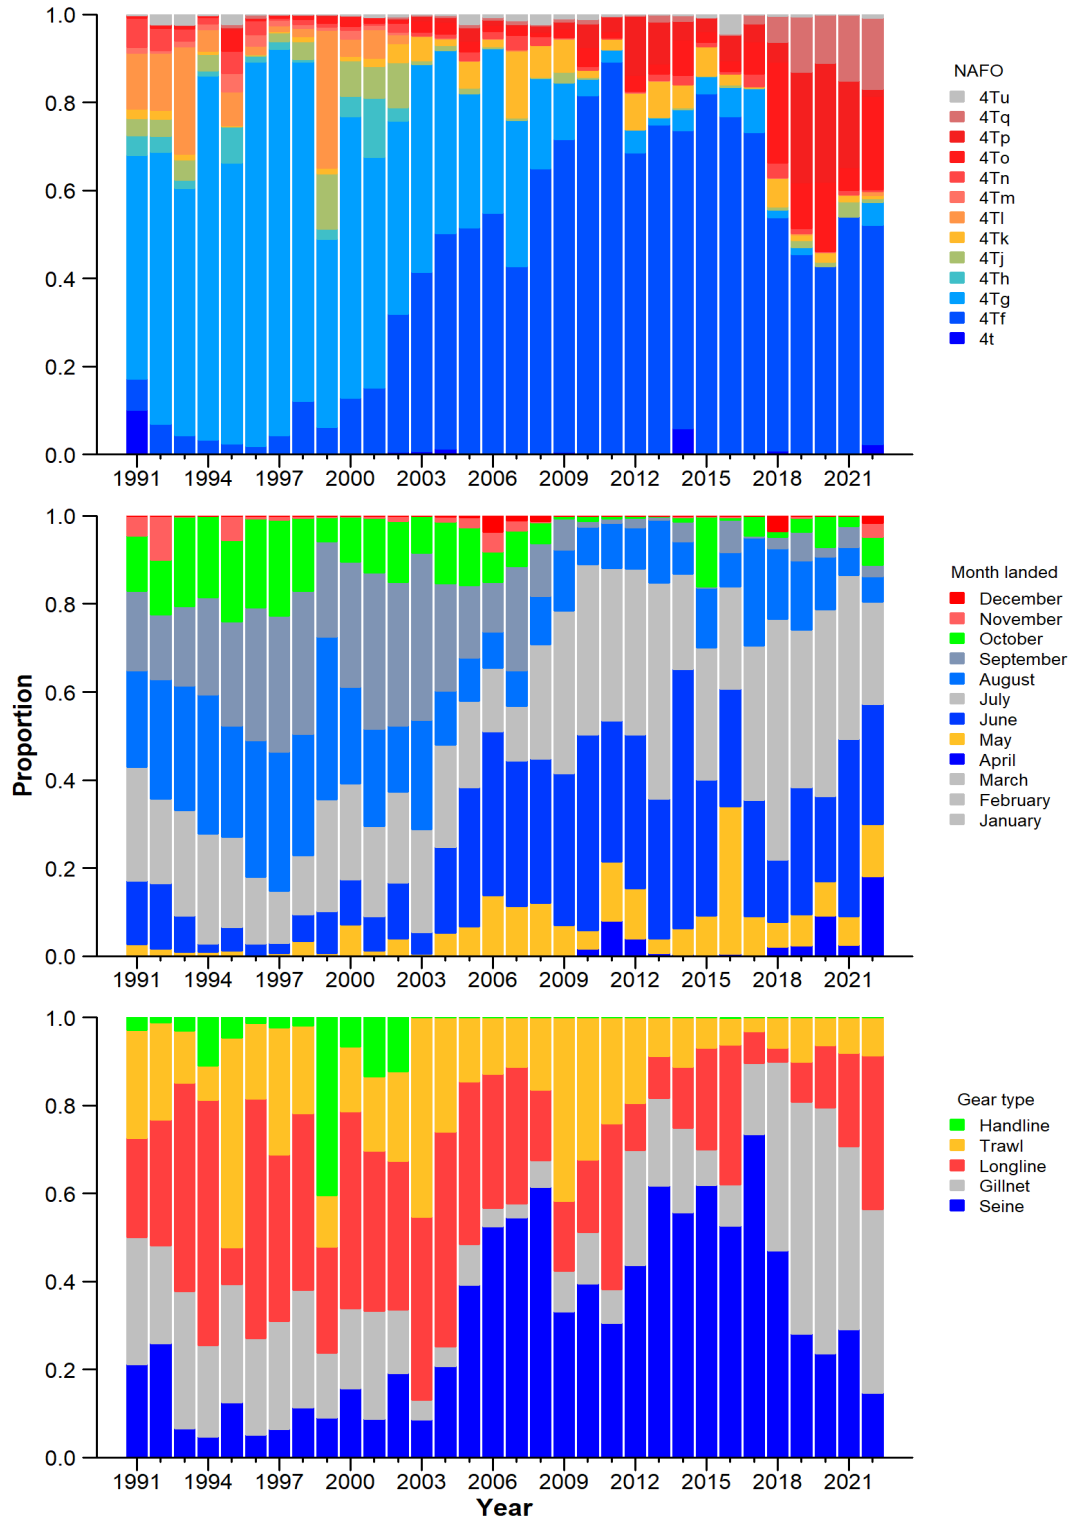 1.0
0.8
0.6
0.4
0.2
0.0
1991 1994 1997 2000 2003 2006 2009 2012 2015 2018 2021
NAFO
4Tu
4Tq
4Tp
4To
4Tn
4Tm
4Tl
4Tk
4Tj
4Th
4Tg
4Tf
4t
Proportion
1.0
0.8
0.6
0.4
0.2
0.0
1991 1994 1997 2000 2003 2006 2009 2012 2015 2018 2021
Month landed
December
November
October
September
August
July
June
May
April
March
February
January
1.0
0.8
0.6
0.4
0.2
0.0
1991 1994 1997 2000 2003 2006 2009 2012 2015 2018 2021
Year
Gear type
Handline
Trawl
Longline
Gillnet
Seine